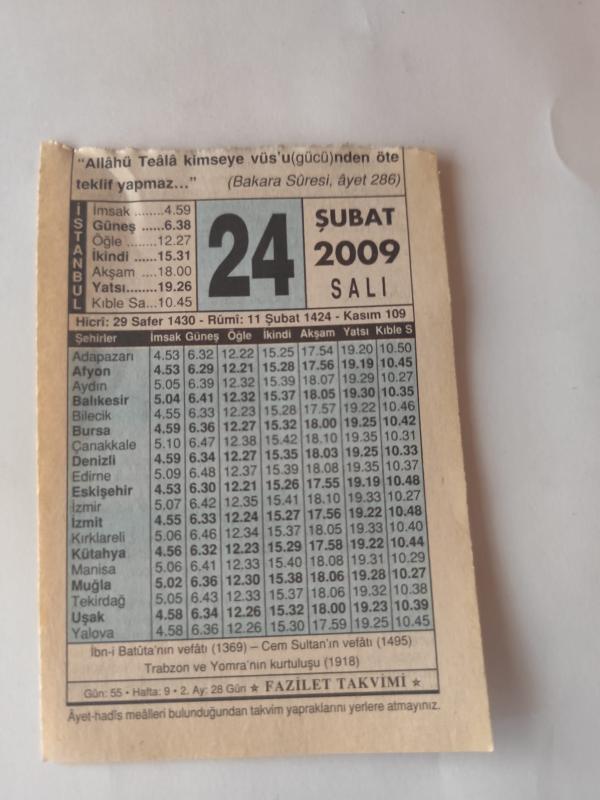 “Allâhü Teâlâ kimseye vüs’u(gücü)nden öte
teklif yapmaz...” (Bakara Sûresi, âyet 286)
İSTANBUL
İmsak ........4.59
Güneş ......6.38
Öğle ........12.27
İkindi ......15.31
Akşam ....18.00
Yatsı........19.26
Kıble Sa...10.45
24
ŞUBAT
2009
SALI
Hicrî: 29 Safer 1430 - Rûmî: 11 Şubat 1424 - Kasım 109
Şehirler İmsak Güneş Öğle İkindi Akşam Yatsı Kıble S
Adapazarı 4.53 6.32 12.22 15.25 17.54 19.20 10.50
Afyon 4.53 6.29 12.21 15.28 17.56 19.19 10.45
Aydın 5.05 6.39 12.32 15.39 18.07 19.29 10.27
Balıkesir 5.04 6.41 12.32 15.37 18.05 19.30 10.35
Bilecik 4.55 6.33 12.23 15.28 17.57 19.22 10.46
Bursa 4.59 6.36 12.27 15.32 18.00 19.25 10.42
Çanakkale 5.10 6.47 12.38 15.42 18.10 19.35 10.31
Denizli 4.59 6.34 12.27 15.35 18.03 19.25 10.33
Edirne 5.09 6.48 12.37 15.39 18.08 19.35 10.37
Eskişehir 4.53 6.30 12.21 15.26 17.55 19.19 10.48
İzmir 5.07 6.42 12.35 15.41 18.10 19.33 10.27
İzmit 4.55 6.33 12.24 15.27 17.56 19.22 10.48
Kırklareli 5.06 6.46 12.34 15.37 18.05 19.33 10.40
Kütahya 4.56 6.32 12.23 15.29 17.58 19.22 10.44
Manisa 5.06 6.41 12.33 15.40 18.08 19.31 10.29
Muğla 5.02 6.36 12.30 15.38 18.06 19.28 10.27
Tekirdağ 5.05 6.43 12.33 15.37 18.06 19.32 10.38
Uşak 4.58 6.34 12.26 15.32 18.00 19.23 10.39
Yalova 4.58 6.36 12.26 15.30 17.59 19.25 10.45
İbn-i Batûta’nın vefâtı (1369) – Cem Sultan’ın vefâtı (1495)
Trabzon ve Yomra’nın kurtuluşu (1918)
Gün: 55 • Hafta: 9 • 2. Ay: 28 Gün ★ FAZİLET TAKVİMİ ★
Âyet-hadîs meâlleri bulunduğundan takvim yapraklarını yerlere atmayınız.